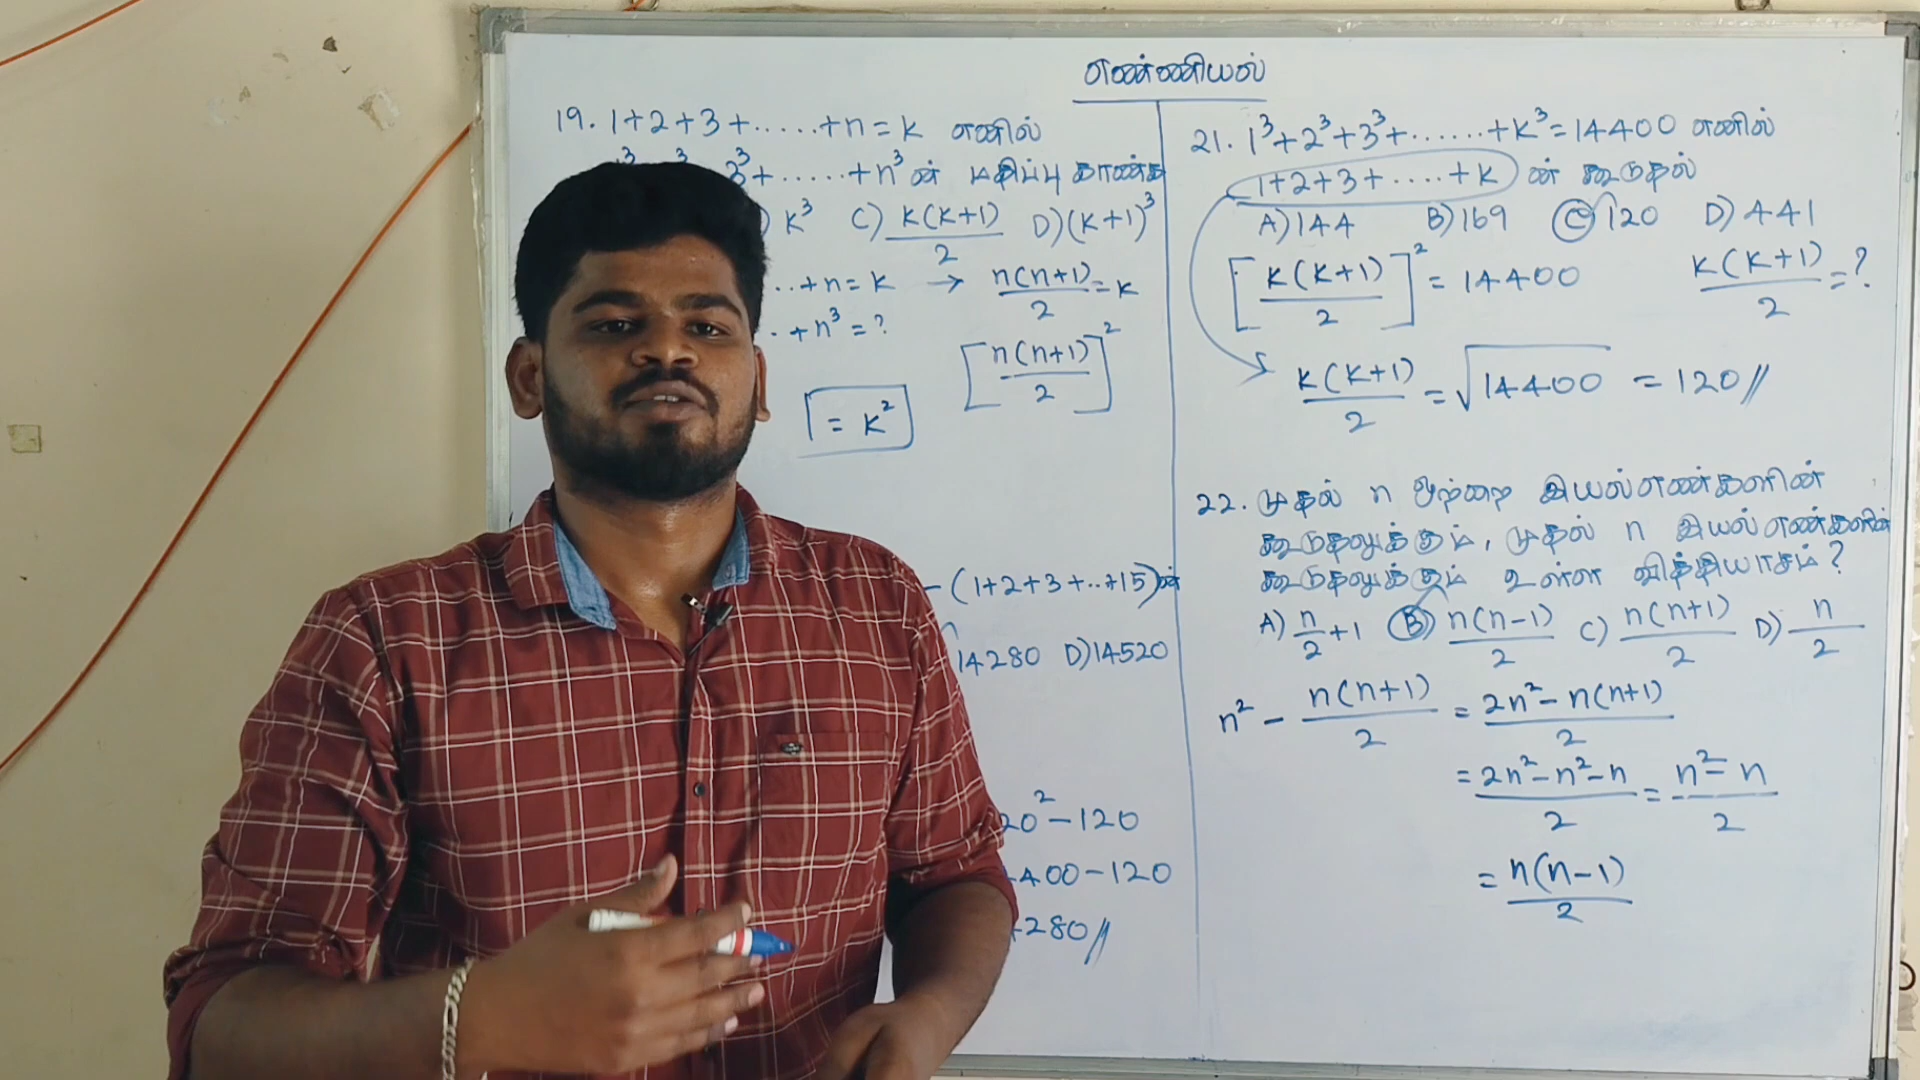 எண்ணியல்
19. 1+2+3+.....+n=k எனில்
3³+.....+n³ன் மதிப்பு காண்க
k³ C) k(k+1)/2 D)(k+1)³
..+n=k → n(n+1)/2=k
.+n³=? [n(n+1)/2]²
=k²
-(1+2+3+..+15)ன்
14280 D)14520
20²-120
400-120
280//
21. 1³+2³+3³+......+k³=14400 எனில்
1+2+3+....+k ன் கூடுதல்
A)144 B)169 C)120 D)441
[k(k+1)/2]²=14400 k(k+1)/2=?
k(k+1)/2=√14400 =120//
22. முதல் n ஒற்றை இயல்எண்களின்
கூடுதலுக்கும், முதல் n இயல் எண்களின்
கூடுதலுக்கும் உள்ள வித்தியாசம்?
A) n/2+1 B) n(n-1)/2 C) n(n+1)/2 D) n/2
n²- n(n+1)/2 = 2n²-n(n+1)/2
= 2n²-n²-n/2 = n²-n/2
= n(n-1)/2